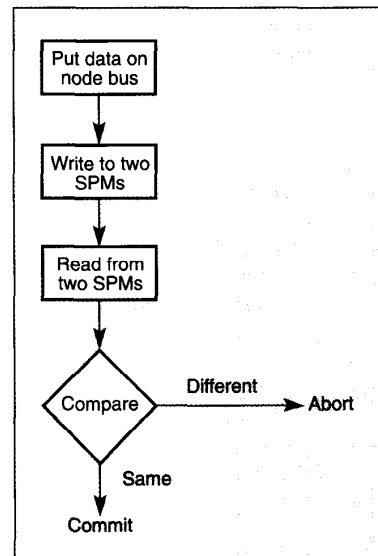 Put data on
node bus
Write to two
SPMs
Read from
two SPMs
Compare
Different
Abort
Same
Commit